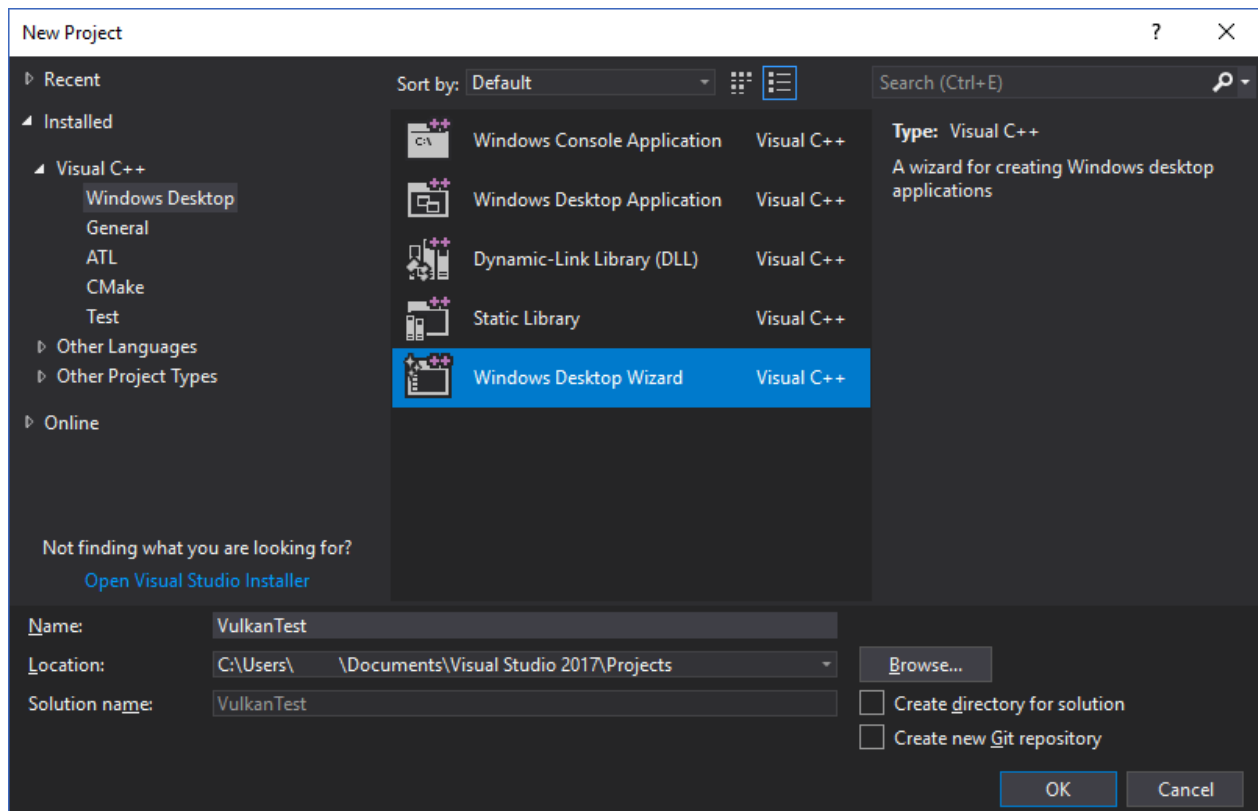 New Project
?
Recent
Installed
Visual C++
Windows Desktop
General
ATL
CMake
Test
Other Languages
Other Project Types
Online
Not finding what you are looking for?
Open Visual Studio Installer
Sort by: Default
Windows Console Application Visual C++
Windows Desktop Application Visual C++
Dynamic-Link Library (DLL) Visual C++
Static Library Visual C++
Windows Desktop Wizard Visual C++
Search (Ctrl+E)
Type: Visual C++
A wizard for creating Windows desktop
applications
Name: VulkanTest
Location: C:\Users\ \Documents\Visual Studio 2017\Projects Browse...
Solution name: VulkanTest
Create directory for solution
Create new Git repository
OK Cancel